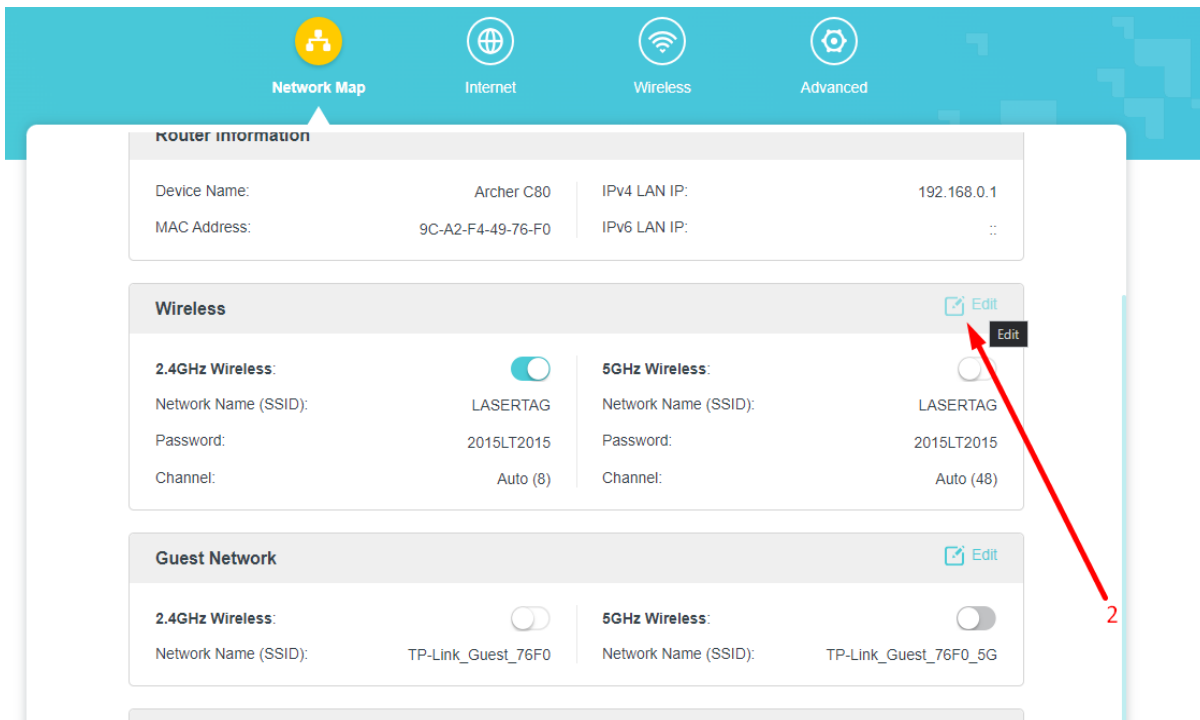 Network Map Internet Wireless Advanced
Router Information
Device Name: Archer C80 IPv4 LAN IP: 192.168.0.1
MAC Address: 9C-A2-F4-49-76-F0 IPv6 LAN IP: ::
Wireless Edit
Edit
2.4GHz Wireless: 5GHz Wireless:
Network Name (SSID): LASERTAG Network Name (SSID): LASERTAG
Password: 2015LT2015 Password: 2015LT2015
Channel: Auto (8) Channel: Auto (48)
Guest Network Edit
2
2.4GHz Wireless: 5GHz Wireless:
Network Name (SSID): TP-Link_Guest_76F0 Network Name (SSID): TP-Link_Guest_76F0_5G